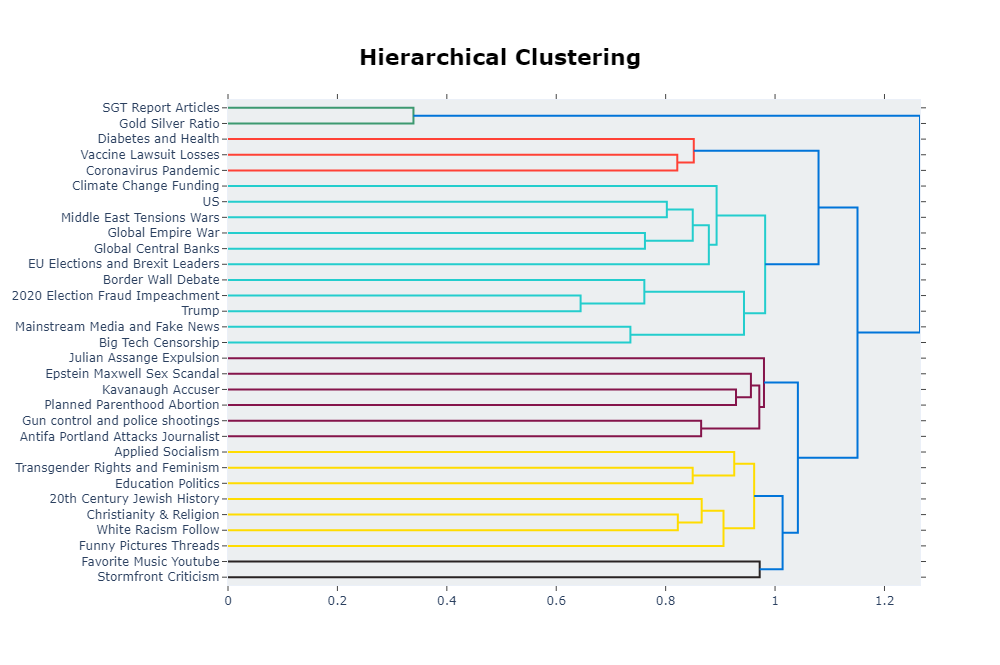 Hierarchical Clustering
SGT Report Articles
Gold Silver Ratio
Diabetes and Health
Vaccine Lawsuit Losses
Coronavirus Pandemic
Climate Change Funding
US
Middle East Tensions Wars
Global Empire War
Global Central Banks
EU Elections and Brexit Leaders
Border Wall Debate
2020 Election Fraud Impeachment
Trump
Mainstream Media and Fake News
Big Tech Censorship
Julian Assange Expulsion
Epstein Maxwell Sex Scandal
Kavanaugh Accuser
Planned Parenthood Abortion
Gun control and police shootings
Antifa Portland Attacks Journalist
Applied Socialism
Transgender Rights and Feminism
Education Politics
20th Century Jewish History
Christianity & Religion
White Racism Follow
Funny Pictures Threads
Favorite Music Youtube
Stormfront Criticism
0 0.2 0.4 0.6 0.8 1 1.2